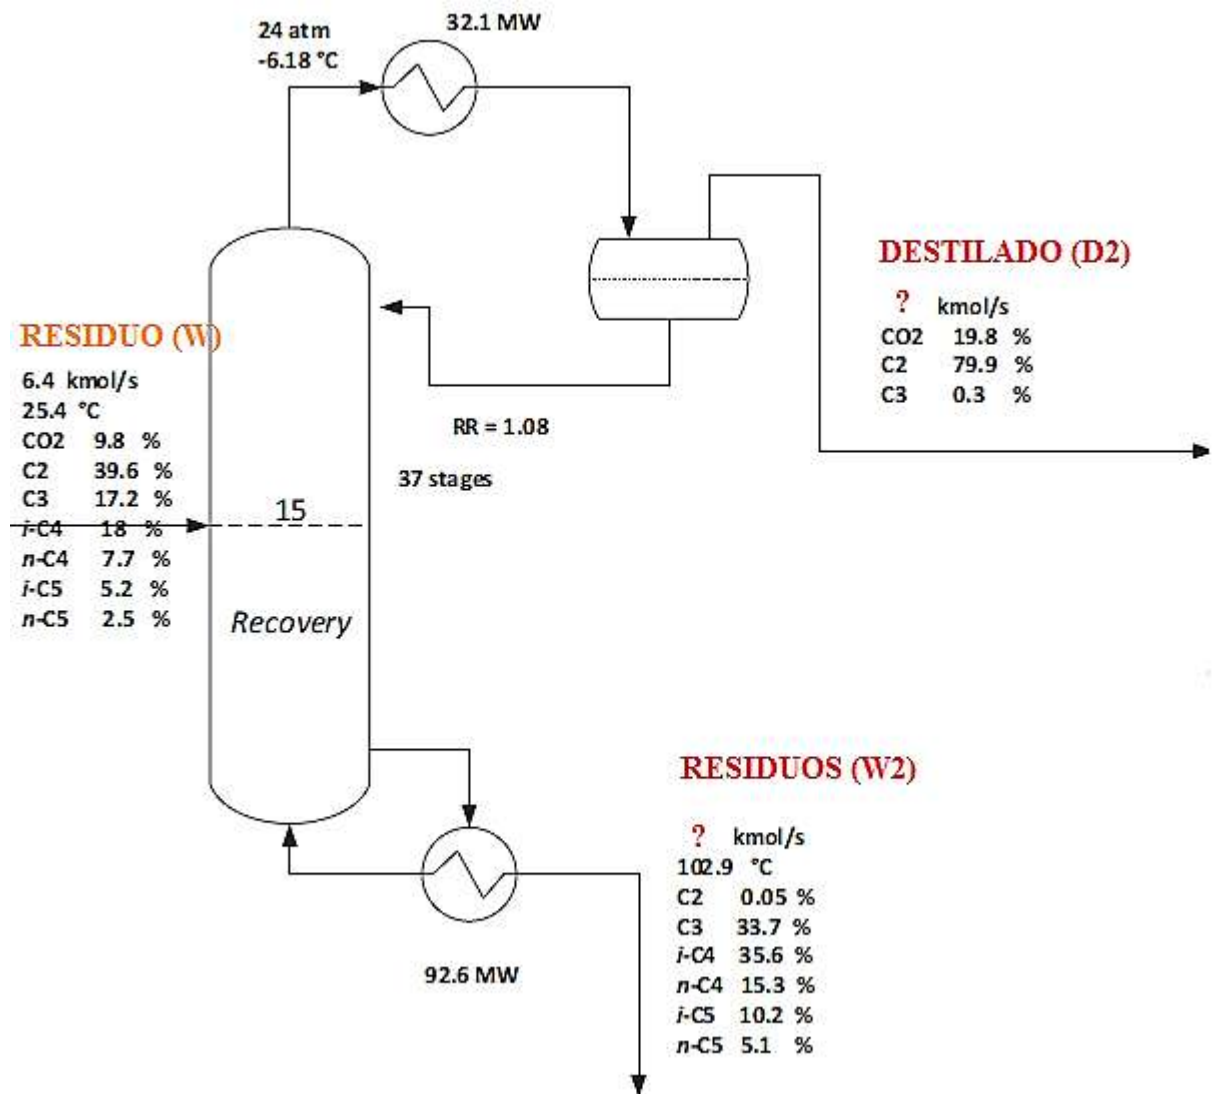 24 atm
-6.18 °C
32.1 MW
DESTILADO (D2)
? kmol/s
CO2 19.8 %
C2 79.9 %
C3 0.3 %
RESIDUO (W)
6.4 kmol/s
25.4 °C
CO2 9.8 %
C2 39.6 %
C3 17.2 %
i-C4 18 %
n-C4 7.7 %
i-C5 5.2 %
n-C5 2.5 %
RR = 1.08
37 stages
15
Recovery
RESIDUOS (W2)
? kmol/s
102.9 °C
C2 0.05 %
C3 33.7 %
i-C4 35.6 %
n-C4 15.3 %
i-C5 10.2 %
n-C5 5.1 %
92.6 MW